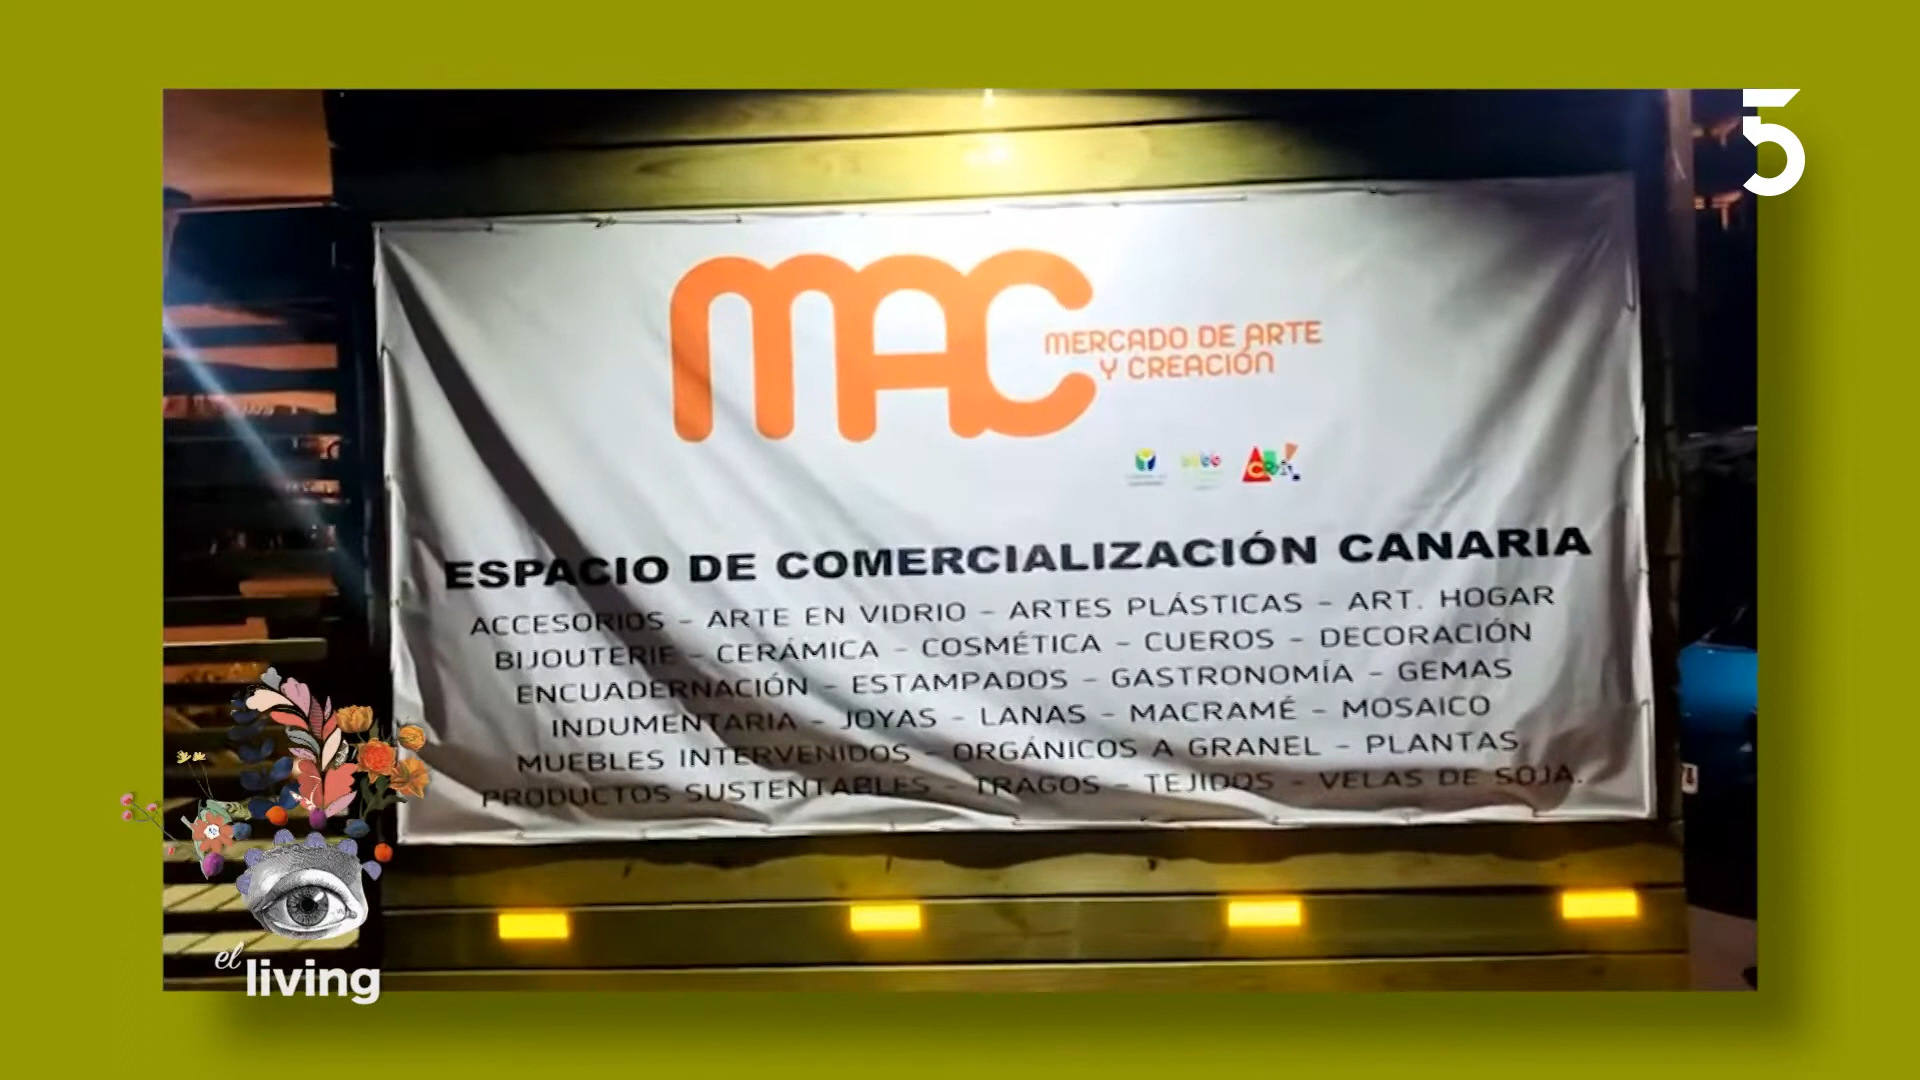 5
MAC
MERCADO DE ARTE
Y CREACIÓN
ESPACIO DE COMERCIALIZACIÓN CANARIA
ACCESORIOS - ARTE EN VIDRIO - ARTES PLÁSTICAS - ART. HOGAR
BIJOUTERIE - CERÁMICA - COSMÉTICA - CUEROS - DECORACIÓN
ENCUADERNACIÓN - ESTAMPADOS - GASTRONOMÍA - GEMAS
INDUMENTARIA - JOYAS - LANAS - MACRAMÉ - MOSAICO
MUEBLES INTERVENIDOS - ORGÁNICOS A GRANEL - PLANTAS
PRODUCTOS SUSTENTABLES - TRAGOS - TEJIDOS - VELAS DE SOJA.
el
living